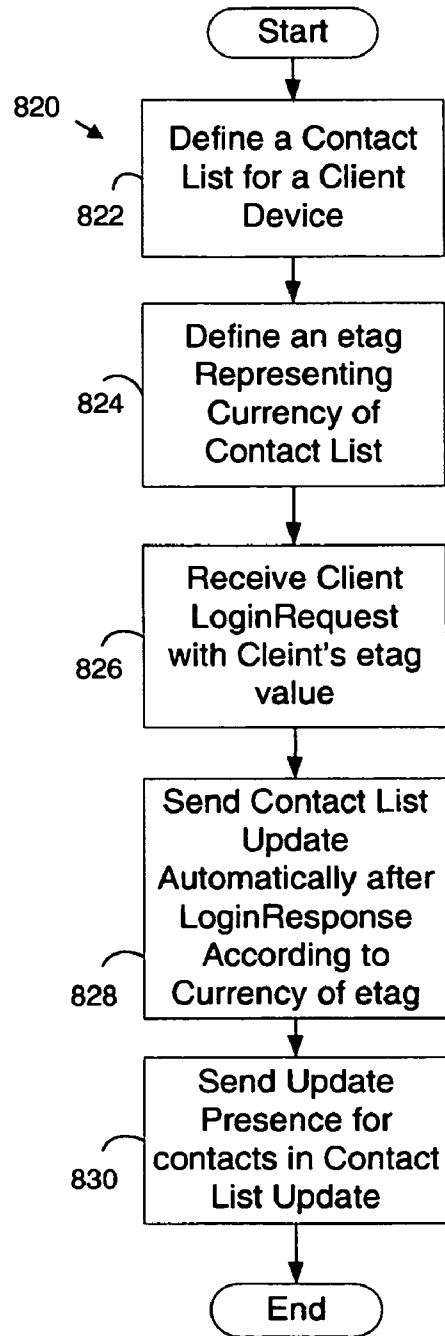 Start
820
Define a Contact
List for a Client
Device
822
Define an etag
Representing
Currency of
Contact List
824
Receive Client
LoginRequest
with Cleint's etag
value
826
Send Contact List
Update
Automatically after
LoginResponse
According to
Currency of etag
828
Send Update
Presence for
contacts in Contact
List Update
830
End